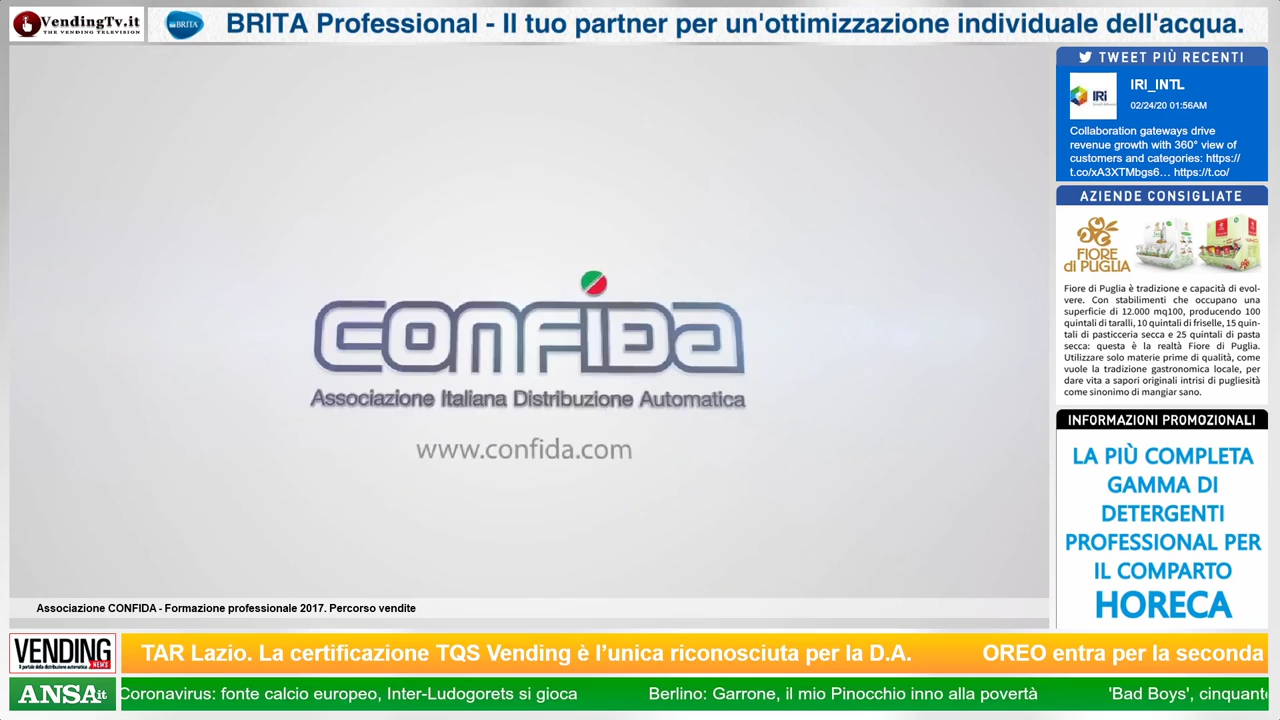 VendingTv.it
THE VENDING TELEVISION
BRITA
BRITA Professional - Il tuo partner per un'ottimizzazione individuale dell'acqua.
CONFIDA
Associazione Italiana Distribuzione Automatica
www.confida.com
Associazione CONFIDA - Formazione professionale 2017. Percorso vendite
TWEET PIÙ RECENTI
IRi
IRI_INTL
02/24/20 01:56AM
Collaboration gateways drive
revenue growth with 360° view of
customers and categories: https://
t.co/xA3XTMbgs6… https://t.co/
AZIENDE CONSIGLIATE
FIORE
di PUGLIA
Fiore di Puglia è tradizione e capacità di evol-
vere. Con stabilimenti che occupano una
superficie di 12.000 mq100, producendo 100
quintali di taralli, 10 quintali di friselle, 15 quin-
tali di pasticceria secca e 25 quintali di pasta
secca: questa è la realtà Fiore di Puglia.
Utilizzare solo materie prime di qualità, come
vuole la tradizione gastronomica locale, per
dare vita a sapori originali intrisi di pugliesità
come sinonimo di mangiar sano.
INFORMAZIONI PROMOZIONALI
LA PIÙ COMPLETA
GAMMA DI
DETERGENTI
PROFESSIONAL PER
IL COMPARTO
HORECA
VENDING
NEWS
Il portale della distribuzione automatica
TAR Lazio. La certificazione TQS Vending è l’unica riconosciuta per la D.A. OREO entra per la seconda
ANSA.it
Coronavirus: fonte calcio europeo, Inter-Ludogorets si gioca Berlino: Garrone, il mio Pinocchio inno alla povertà 'Bad Boys', cinquante